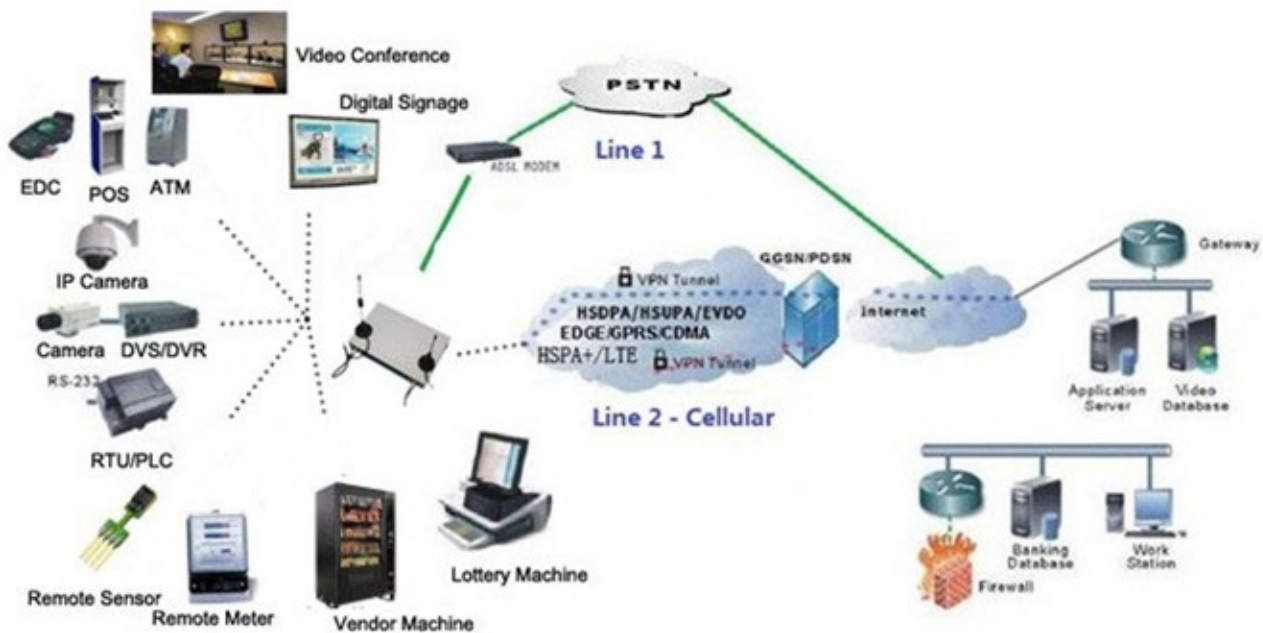 Video Conference
Digital Signage
PSTN
Line 1
ADSL MODEM
EDC
POS
ATM
IP Camera
Camera
DVS/DVR
RS-232
RTU/PLC
Remote Sensor
Remote Meter
Vendor Machine
Lottery Machine
GGSN/PDSN
VPN Tunnel
HSDPA/HSUPA/EVDO
EDGE/GPRS/CDMA
HSPA+/LTE
VPN Tunnel
Line 2 - Cellular
Internet
Gateway
Application
Server
Video
Database
Firewall
Banking
Database
Work
Station